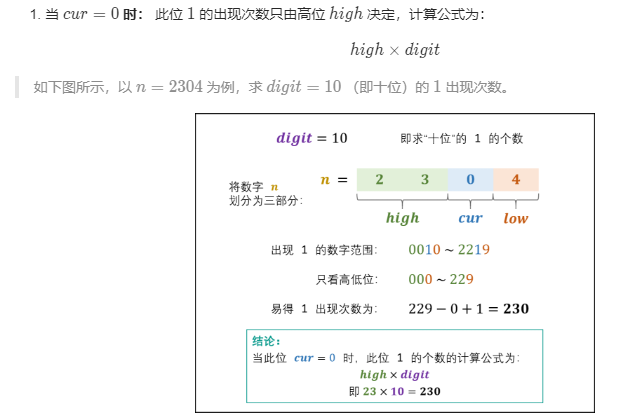 1. 当 cur = 0 时： 此位 1 的出现次数只由高位 high 决定，计算公式为：
high × digit
如下图所示，以 n = 2304 为例，求 digit = 10 （即十位）的 1 出现次数。
digit = 10 即求“十位”的 1 的个数
将数字 n
划分为三部分：
n = 2 3 0 4
high cur low
出现 1 的数字范围： 0010 ~ 2219
只看高低位： 000 ~ 229
易得 1 出现次数为： 229 − 0 + 1 = 230
结论：
当此位 cur = 0 时，此位 1 的个数的计算公式为：
high × digit
即 23 × 10 = 230